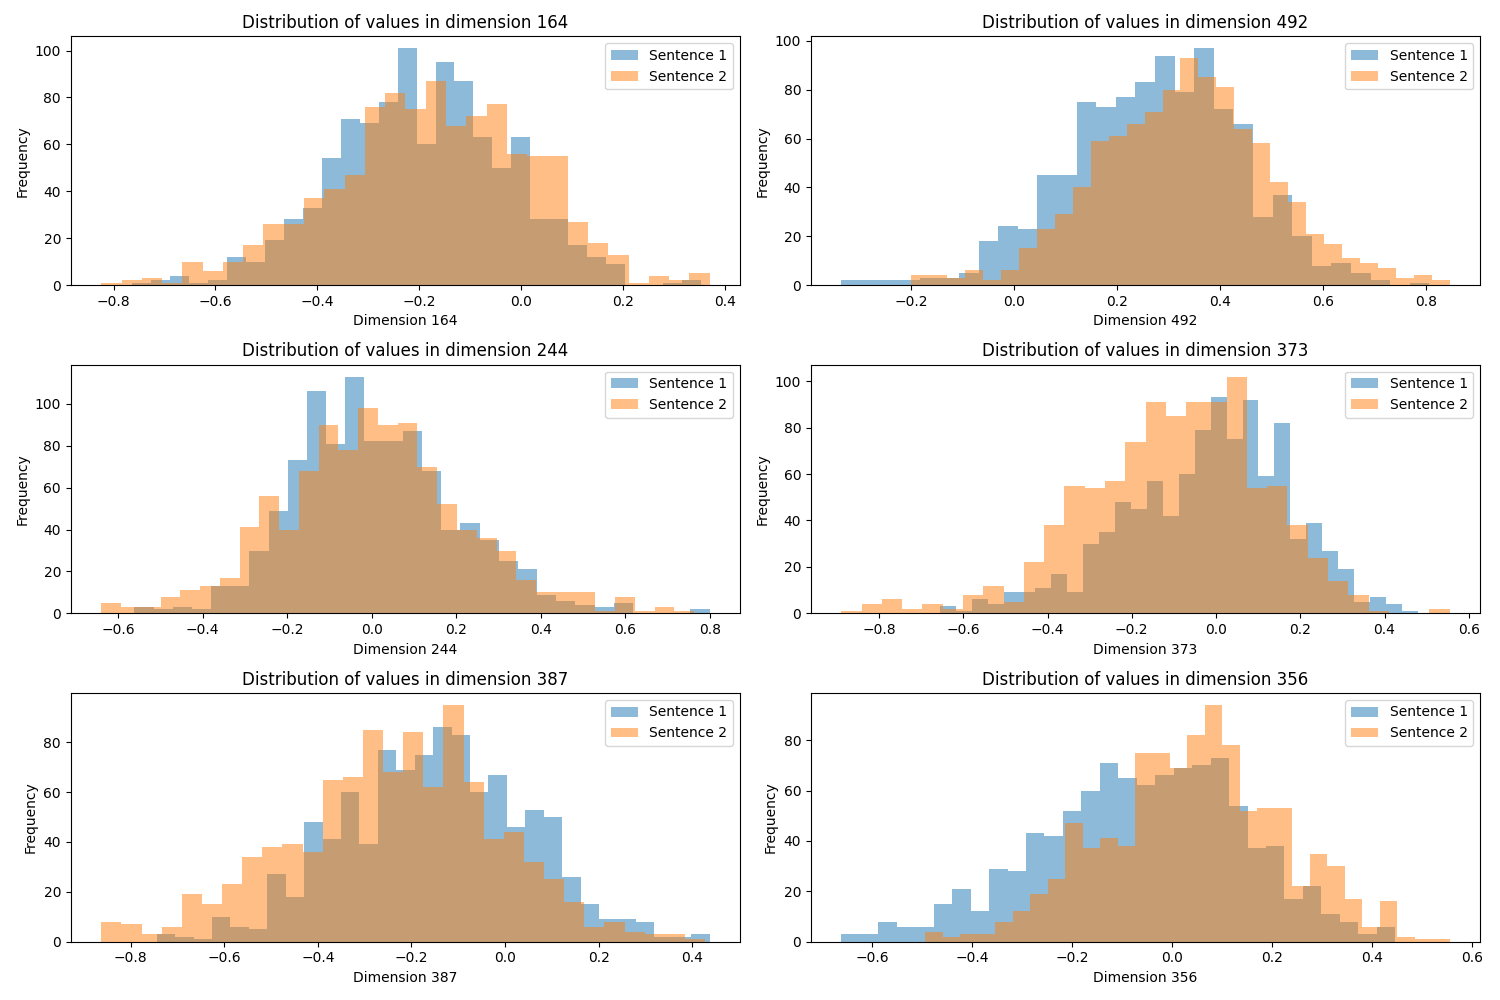 Distribution of values in dimension 164
Frequency
100
80
60
40
20
0
−0.8 −0.6 −0.4 −0.2 0.0 0.2 0.4
Dimension 164
Sentence 1
Sentence 2
Distribution of values in dimension 492
Frequency
100
80
60
40
20
0
−0.2 0.0 0.2 0.4 0.6 0.8
Dimension 492
Sentence 1
Sentence 2
Distribution of values in dimension 244
Frequency
100
80
60
40
20
0
−0.6 −0.4 −0.2 0.0 0.2 0.4 0.6 0.8
Dimension 244
Sentence 1
Sentence 2
Distribution of values in dimension 373
Frequency
100
80
60
40
20
0
−0.8 −0.6 −0.4 −0.2 0.0 0.2 0.4 0.6
Dimension 373
Sentence 1
Sentence 2
Distribution of values in dimension 387
Frequency
80
60
40
20
0
−0.8 −0.6 −0.4 −0.2 0.0 0.2 0.4
Dimension 387
Sentence 1
Sentence 2
Distribution of values in dimension 356
Frequency
80
60
40
20
0
−0.6 −0.4 −0.2 0.0 0.2 0.4 0.6
Dimension 356
Sentence 1
Sentence 2